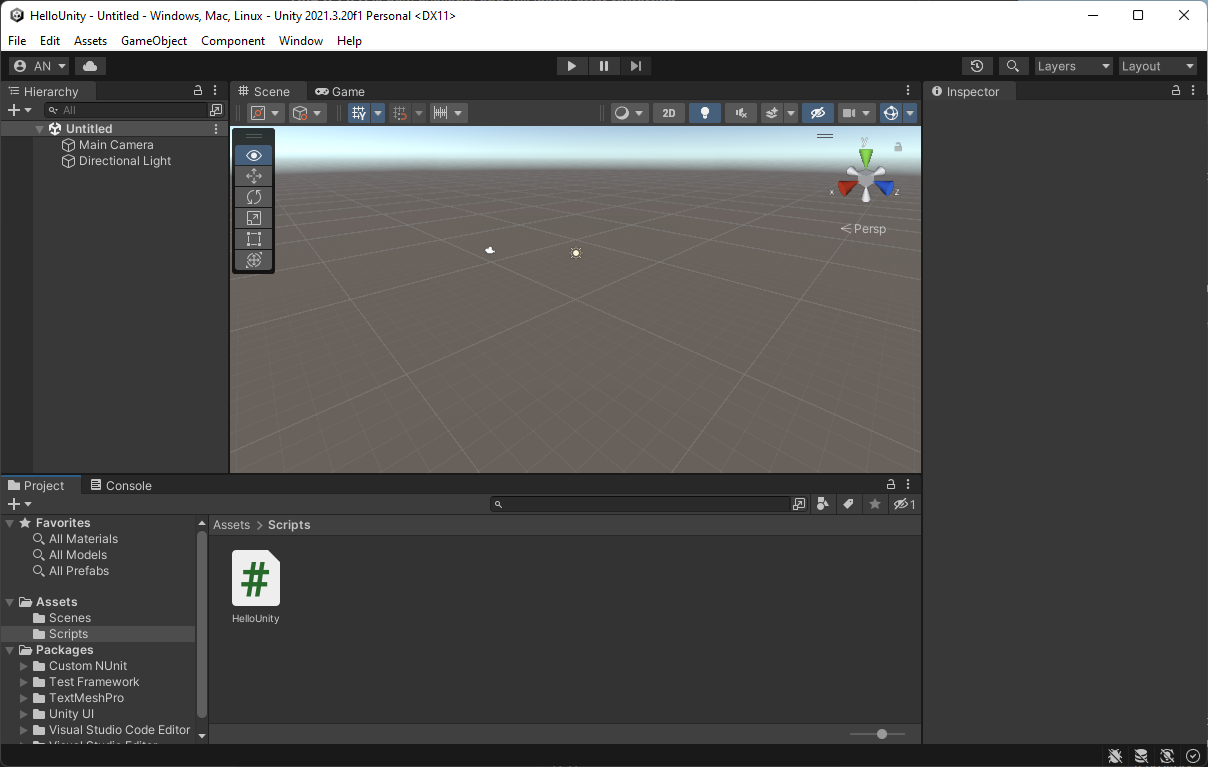 HelloUnity - Untitled - Windows, Mac, Linux - Unity 2021.3.20f1 Personal <DX11>
File Edit Assets GameObject Component Window Help
AN Layers Layout
Hierarchy
All
Untitled
Main Camera
Directional Light
Scene Game
2D
y
x z
Persp
Inspector
Project Console
1
Favorites
All Materials
All Models
All Prefabs
Assets
Scenes
Scripts
Packages
Custom NUnit
Test Framework
TextMeshPro
Unity UI
Visual Studio Code Editor
Visual Studio Editor
Assets > Scripts
#
HelloUnity